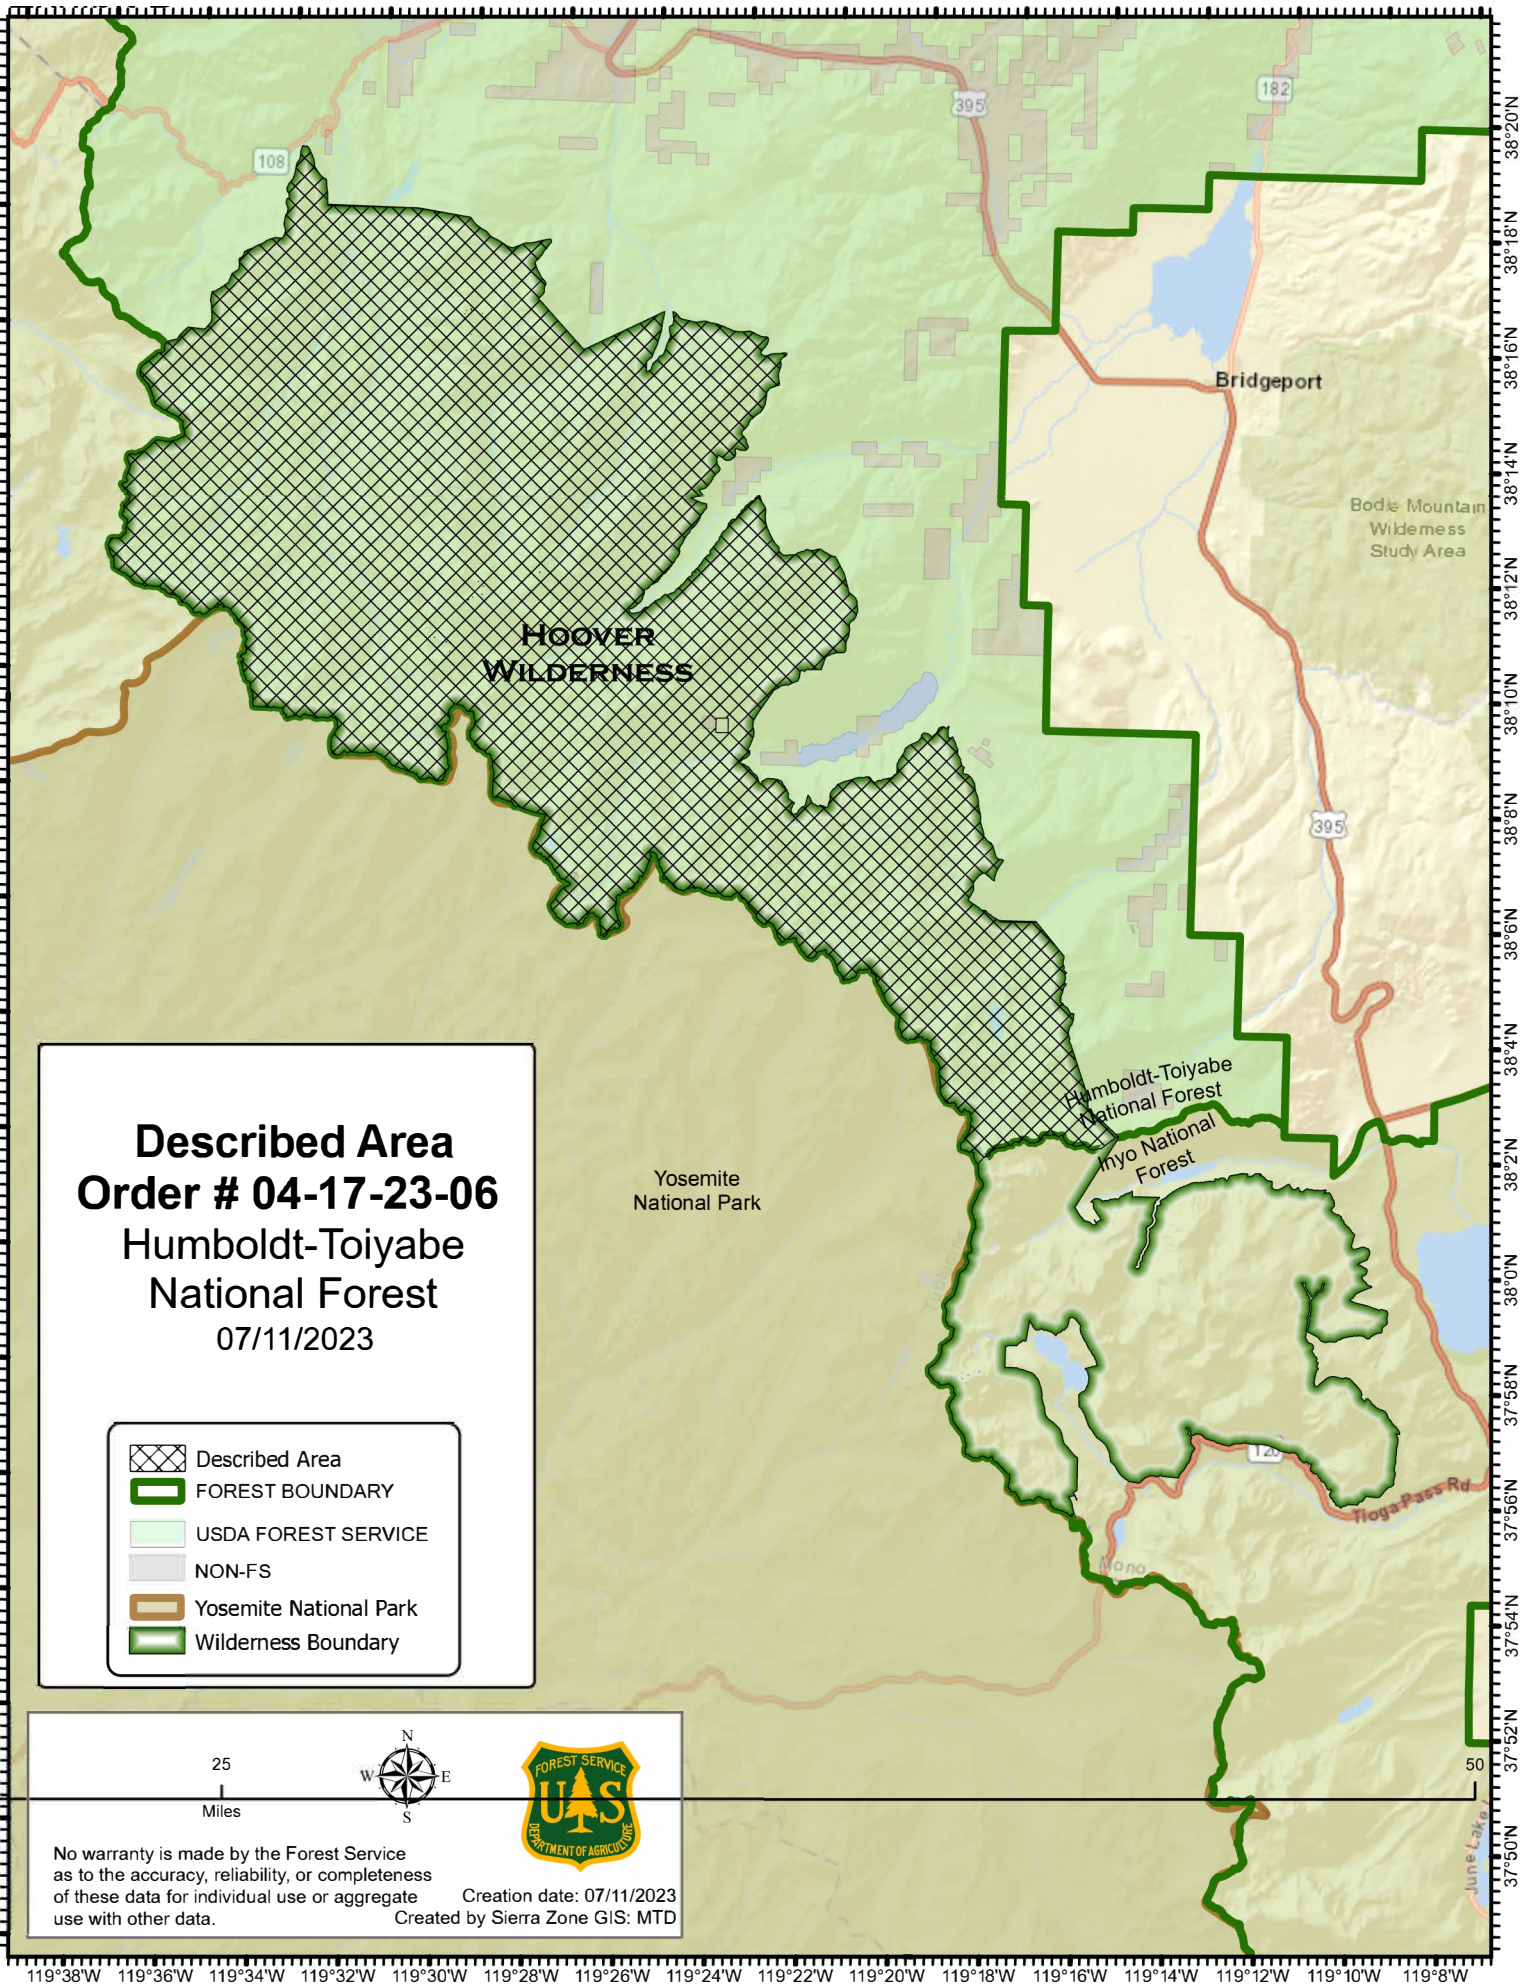 108
395
182
Bridgeport
Bodie Mountain
Wilderness
Study Area
HOOVER
WILDERNESS
395
Humboldt-Toiyabe
National Forest
Inyo National
Forest
Yosemite
National Park
120
Tioga Pass Rd
Mono
June Lake
Described Area
Order # 04-17-23-06
Humboldt-Toiyabe
National Forest
07/11/2023
Described Area
FOREST BOUNDARY
USDA FOREST SERVICE
NON-FS
Yosemite National Park
Wilderness Boundary
25
50
Miles
N
W
E
S
FOREST SERVICE
U S
DEPARTMENT OF AGRICULTURE
No warranty is made by the Forest Service
as to the accuracy, reliability, or completeness
of these data for individual use or aggregate
use with other data.
Creation date: 07/11/2023
Created by Sierra Zone GIS: MTD
38°20'N
38°18'N
38°16'N
38°14'N
38°12'N
38°10'N
38°8'N
38°6'N
38°4'N
38°2'N
38°0'N
37°58'N
37°56'N
37°54'N
37°52'N
37°50'N
119°38'W 119°36'W 119°34'W 119°32'W 119°30'W 119°28'W 119°26'W 119°24'W 119°22'W 119°20'W 119°18'W 119°16'W 119°14'W 119°12'W 119°10'W 119°8'W